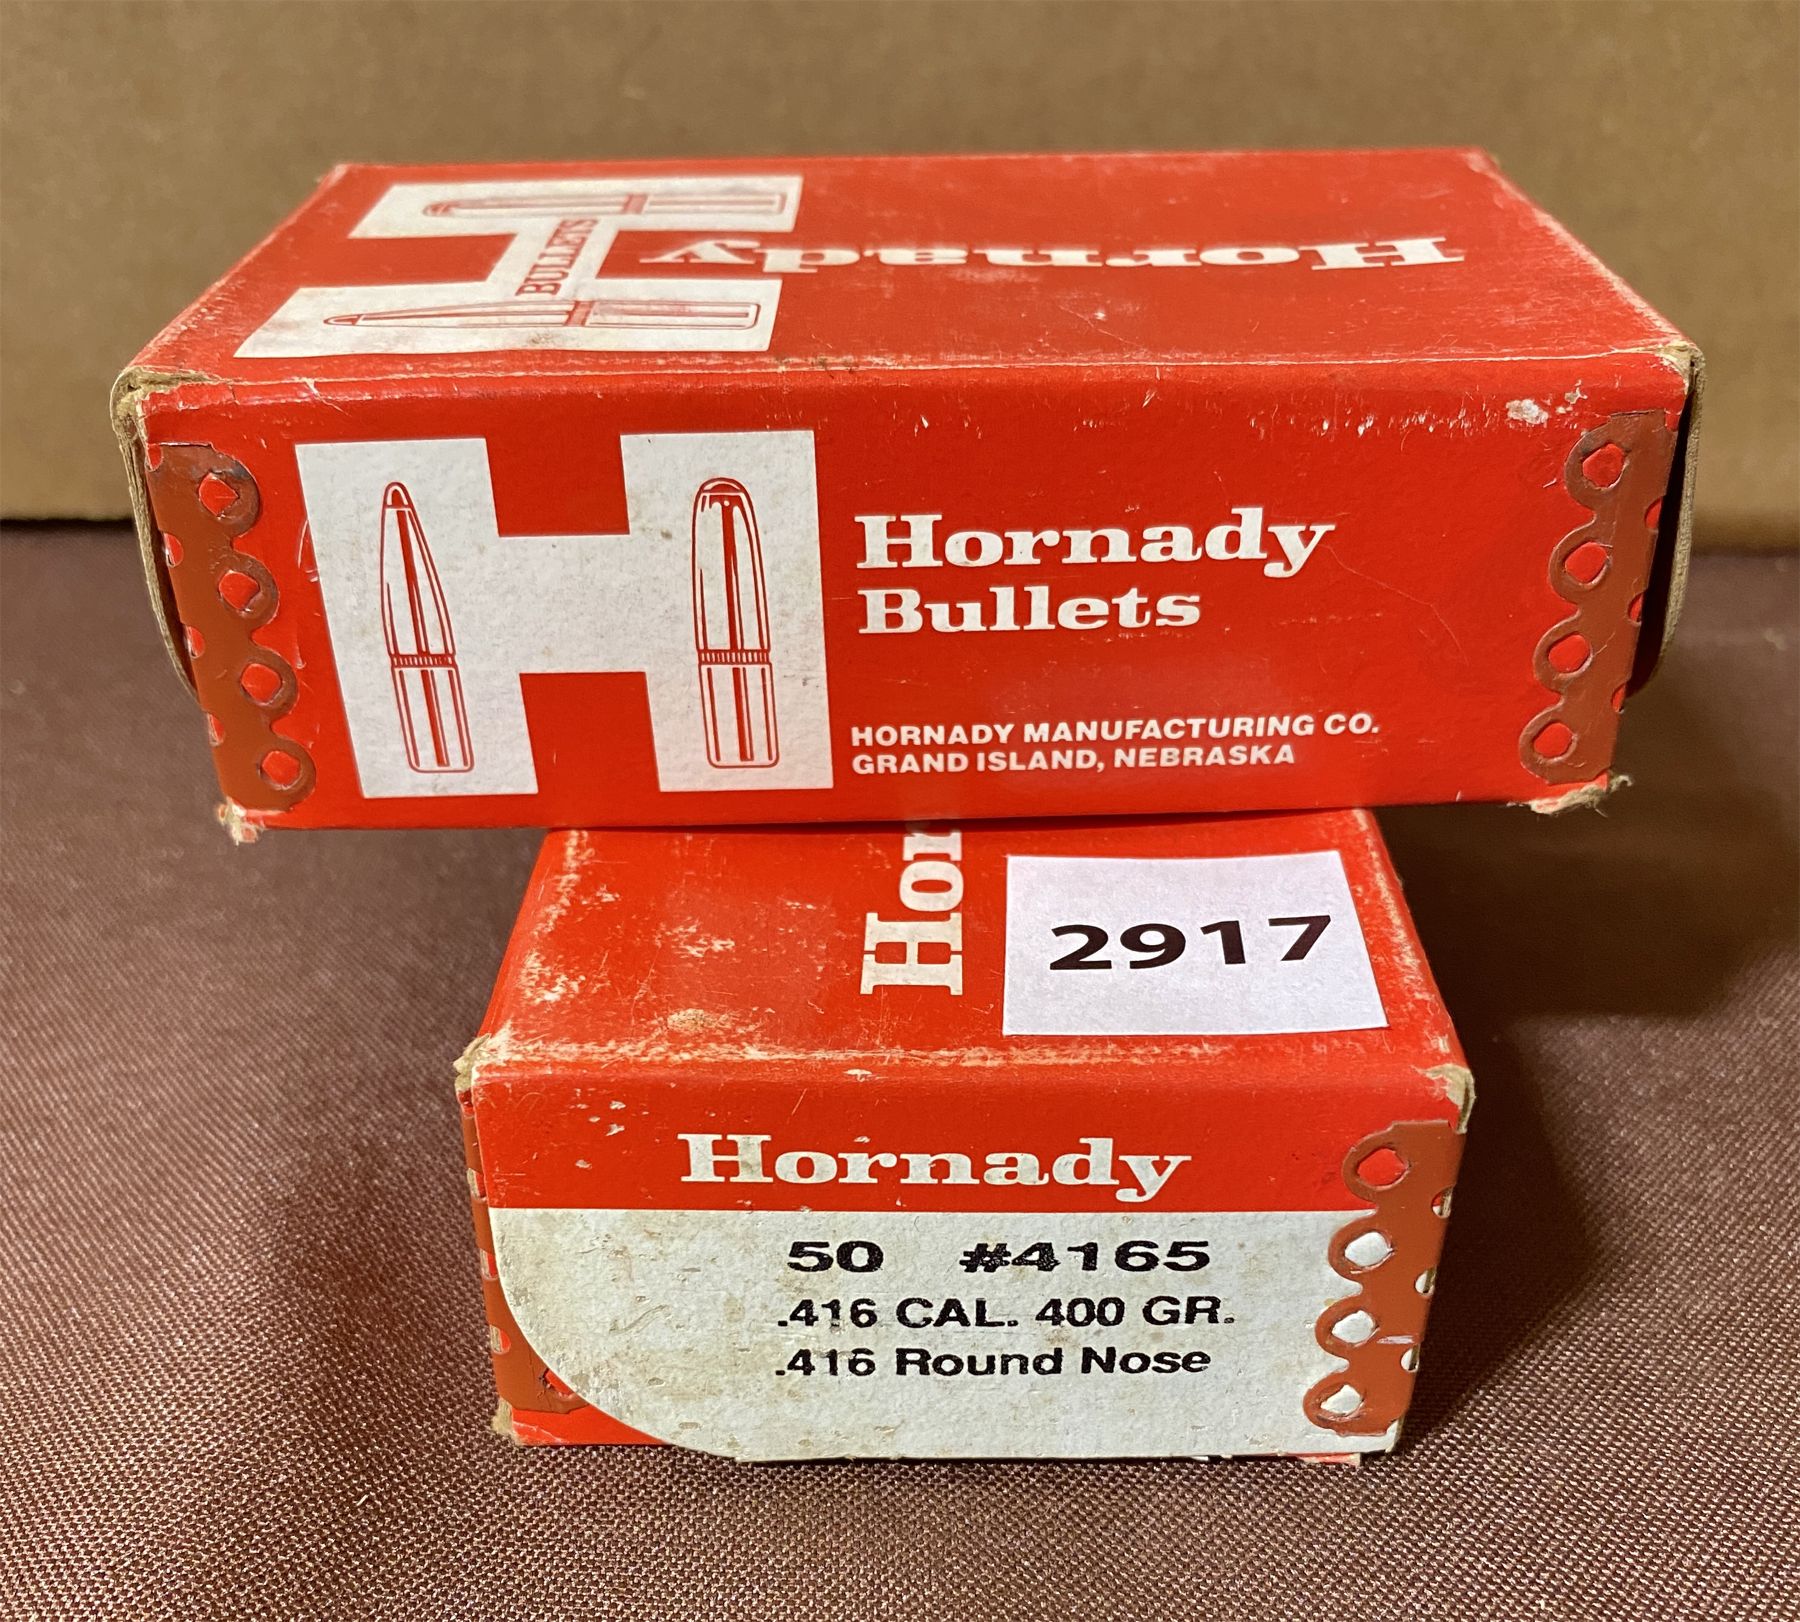 BULLETS
Hornady
Hornady
Bullets
HORNADY MANUFACTURING CO.
GRAND ISLAND, NEBRASKA
Hor
2917
Hornady
50 #4165
.416 CAL. 400 GR.
.416 Round Nose